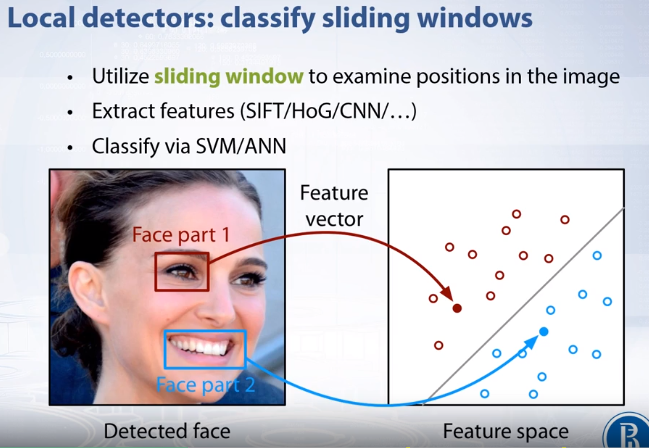 Local detectors: classify sliding windows
• Utilize sliding window to examine positions in the image
• Extract features (SIFT/HoG/CNN/…)
• Classify via SVM/ANN
Feature
vector
Face part 1
Face part 2
Detected face
Feature space